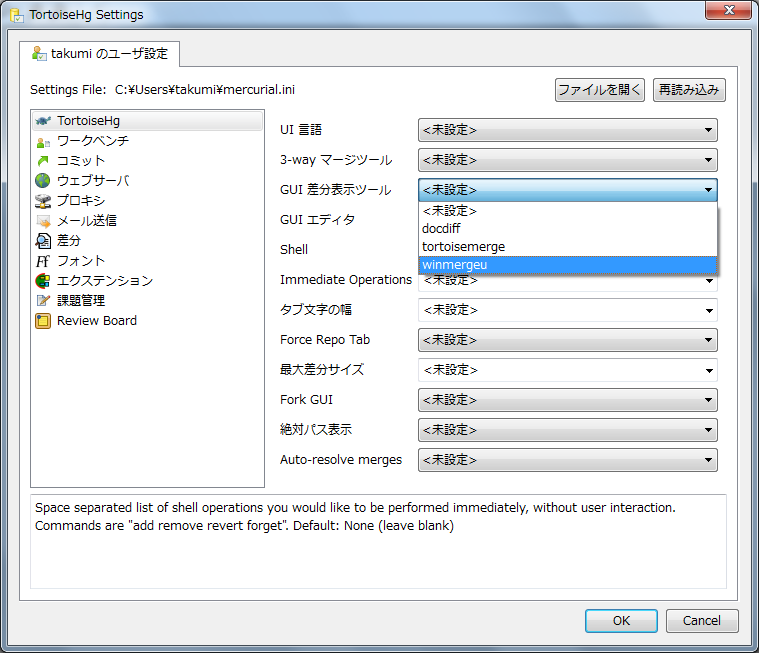 TortoiseHg Settings
takumi のユーザ設定
Settings File: C:¥Users¥takumi¥mercurial.ini
ファイルを開く
再読み込み
TortoiseHg
ワークベンチ
コミット
ウェブサーバ
プロキシ
メール送信
差分
フォント
エクステンション
課題管理
Review Board
UI 言語
<未設定>
3-way マージツール
<未設定>
GUI 差分表示ツール
<未設定>
<未設定>
docdiff
tortoisemerge
winmergeu
GUI エディタ
Shell
Immediate Operations
<未設定>
タブ文字の幅
<未設定>
Force Repo Tab
<未設定>
最大差分サイズ
<未設定>
Fork GUI
<未設定>
絶対パス表示
<未設定>
Auto-resolve merges
<未設定>
Space separated list of shell operations you would like to be performed immediately, without user interaction.
Commands are "add remove revert forget". Default: None (leave blank)
OK
Cancel